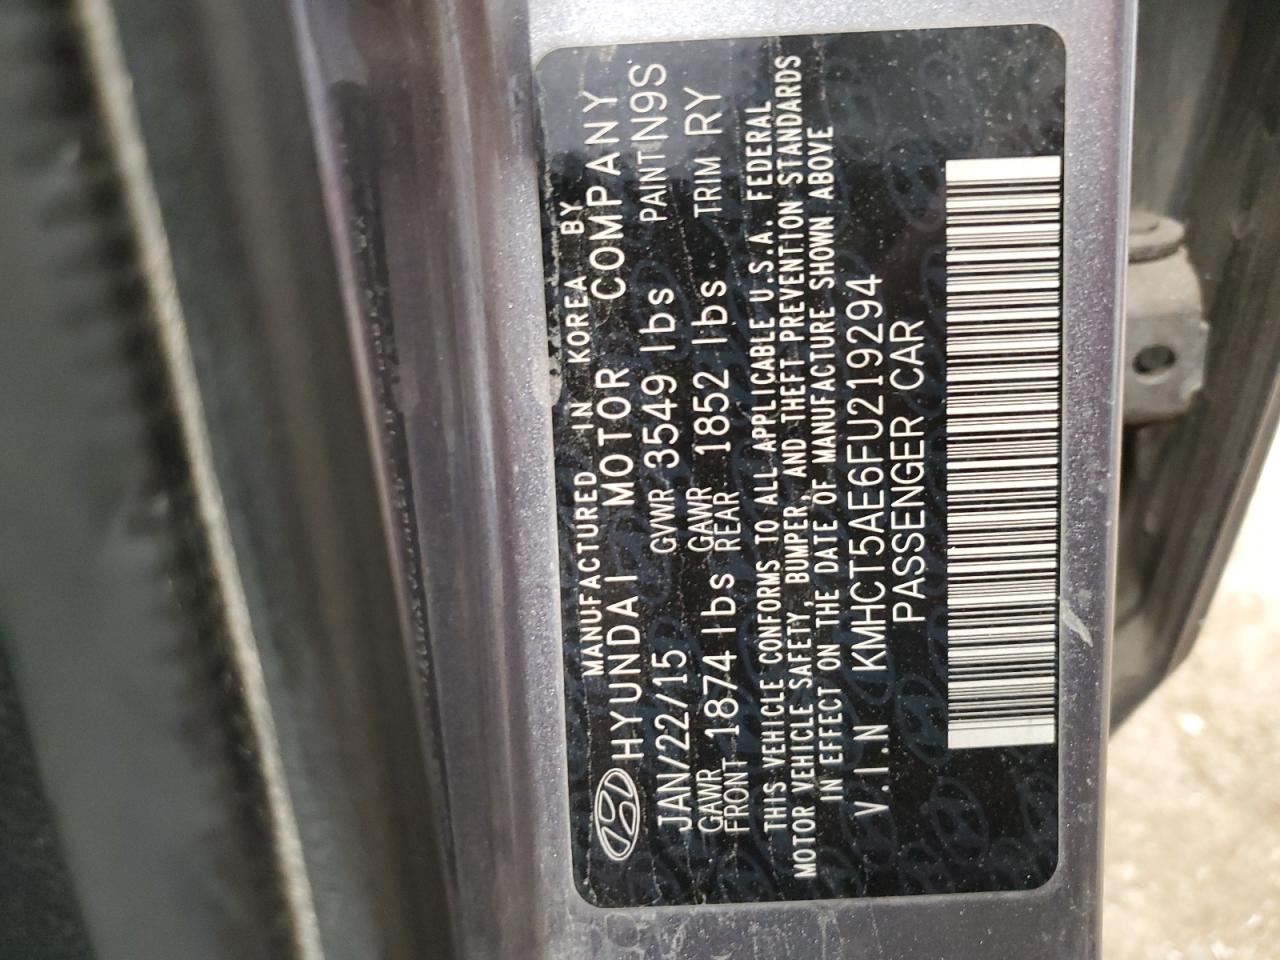 MANUFACTURED IN KOREA BY
HYUNDAI MOTOR COMPANY
JAN/22/15 GVWR 3549 lbs PAINT N9S
GAWR FRONT 1874 lbs GAWR REAR 1852 lbs TRIM RY
THIS VEHICLE CONFORMS TO ALL APPLICABLE U.S.A. FEDERAL
MOTOR VEHICLE SAFETY, BUMPER, AND THEFT PREVENTION STANDARDS
IN EFFECT ON THE DATE OF MANUFACTURE SHOWN ABOVE
V.I.N KMHCT5AE6FU219294
PASSENGER CAR